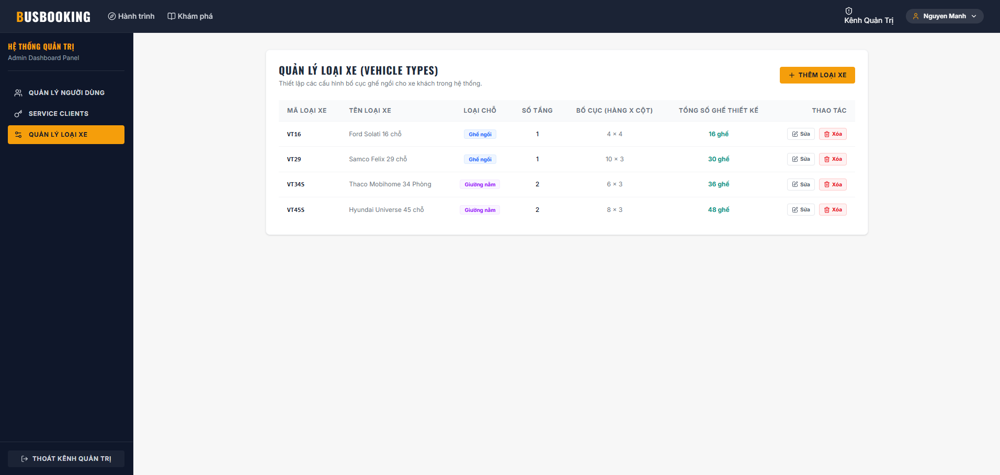 BUSBOOKING
Hành trình
Khám phá
Kênh Quản Trị
Nguyen Manh
HỆ THỐNG QUẢN TRỊ
Admin Dashboard Panel
QUẢN LÝ NGƯỜI DÙNG
SERVICE CLIENTS
QUẢN LÝ LOẠI XE
THOÁT KÊNH QUẢN TRỊ
QUẢN LÝ LOẠI XE (VEHICLE TYPES)
Thiết lập các cấu hình bố cục ghế ngồi cho xe khách trong hệ thống.
THÊM LOẠI XE
MÃ LOẠI XE TÊN LOẠI XE LOẠI CHỖ SỐ TẦNG BỐ CỤC (HÀNG X CỘT) TỔNG SỐ GHẾ THIẾT KẾ THAO TÁC
VT16 Ford Solati 16 chỗ Ghế ngồi 1 4 × 4 16 ghế Sửa Xóa
VT29 Samco Felix 29 chỗ Ghế ngồi 1 10 × 3 30 ghế Sửa Xóa
VT34S Thaco Mobihome 34 Phòng Giường nằm 2 6 × 3 36 ghế Sửa Xóa
VT45S Hyundai Universe 45 chỗ Giường nằm 2 8 × 3 48 ghế Sửa Xóa